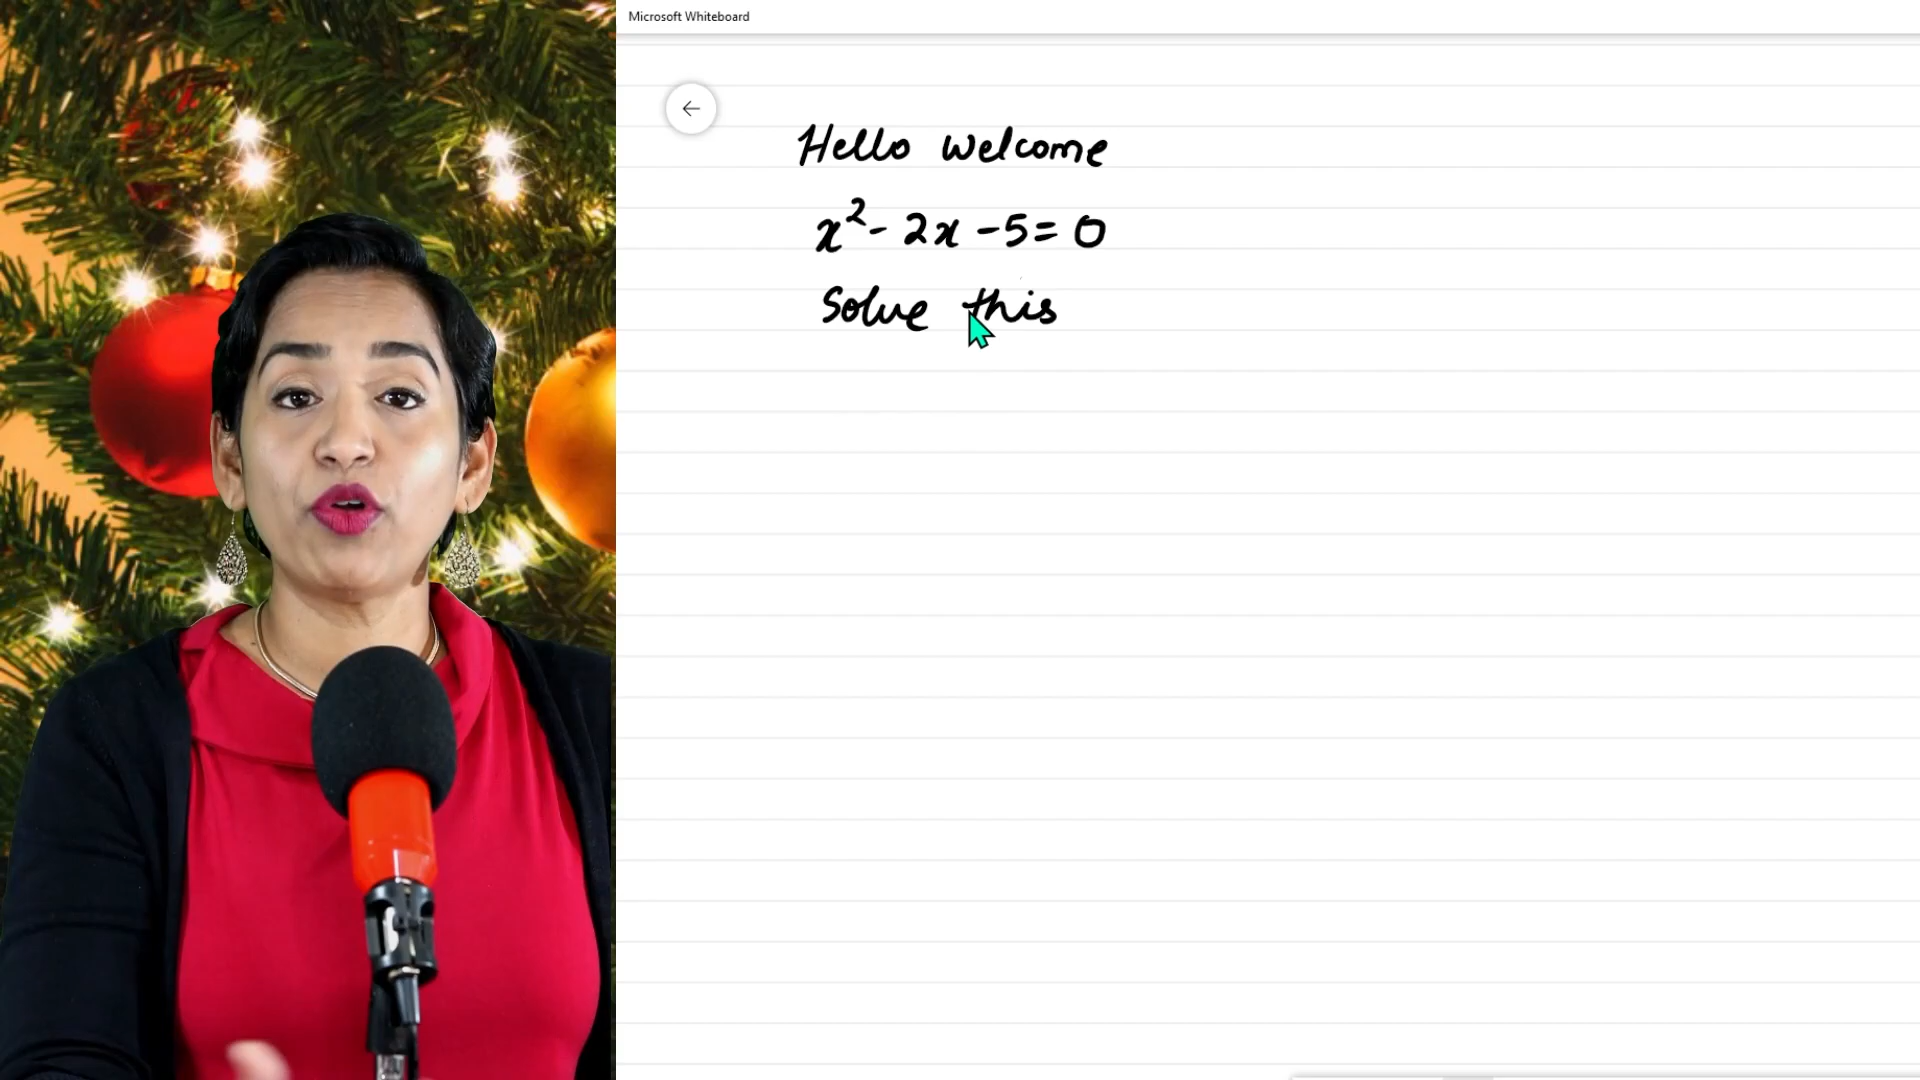 Microsoft Whiteboard
Hello welcome
x² - 2x - 5 = 0
Solve this